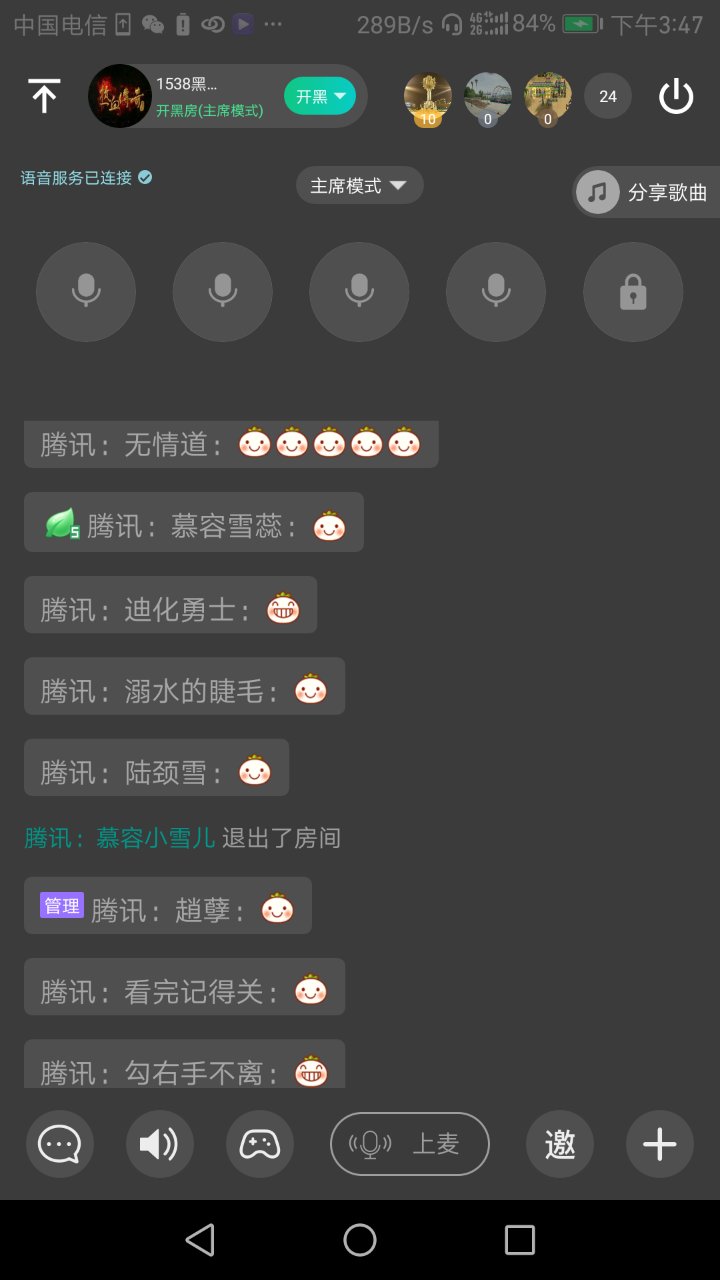 中国电信 289B/s 4G 2G 84% 下午3:47
1538黑...
开黑房(主席模式)
开黑
10 0 0 24
语音服务已连接
主席模式
分享歌曲
腾讯：无情道：
5 腾讯：慕容雪蕊：
腾讯：迪化勇士：
腾讯：溺水的睫毛：
腾讯：陆颈雪：
腾讯：慕容小雪儿 退出了房间
管理 腾讯：趙孽：
腾讯：看完记得关：
腾讯：勾右手不离：
上麦
邀